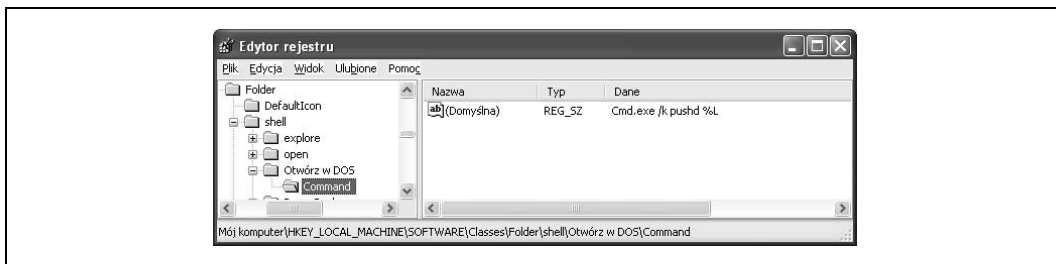 Edytor rejestru
Plik Edycja Widok Ulubione Pomoc
Folder
DefaultIcon
shell
explore
open
Otwórz w DOS
Command
Nazwa Typ Dane
(Domyślna) REG_SZ Cmd.exe /k pushd %L
Mój komputer\HKEY_LOCAL_MACHINE\SOFTWARE\Classes\Folder\shell\Otwórz w DOS\Command